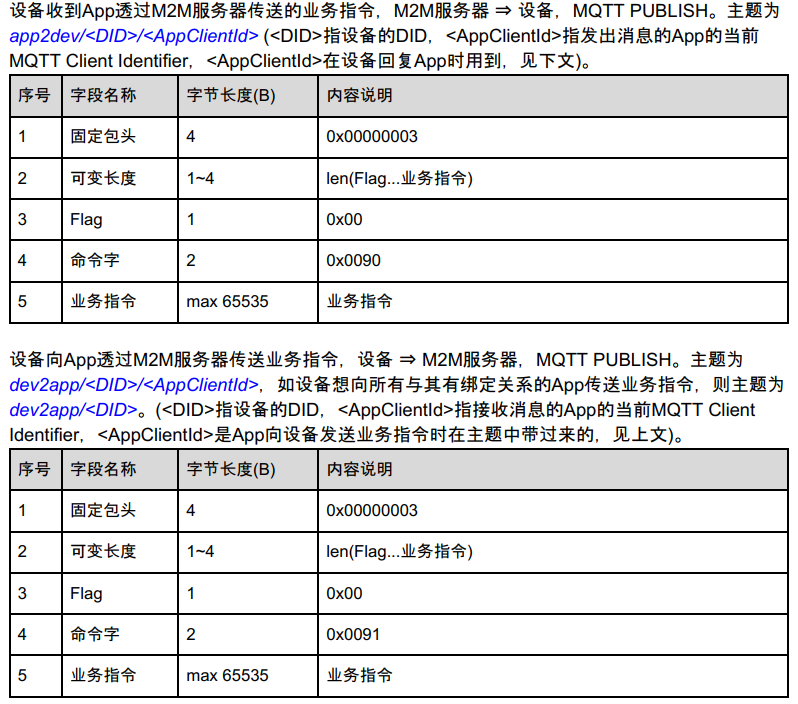 设备收到App透过M2M服务器传送的业务指令，M2M服务器 ⇒ 设备，MQTT PUBLISH。主题为
app2dev/<DID>/<AppClientId> (<DID>指设备的DID，<AppClientId>指发出消息的App的当前
MQTT Client Identifier，<AppClientId>在设备回复App时用到，见下文)。
序号 字段名称 字节长度(B) 内容说明
1 固定包头 4 0x00000003
2 可变长度 1~4 len(Flag...业务指令)
3 Flag 1 0x00
4 命令字 2 0x0090
5 业务指令 max 65535 业务指令
设备向App透过M2M服务器传送业务指令，设备 ⇒ M2M服务器，MQTT PUBLISH。主题为
dev2app/<DID>/<AppClientId>，如设备想向所有与其有绑定关系的App传送业务指令，则主题为
dev2app/<DID>。(<DID>指设备的DID，<AppClientId>指接收消息的App的当前MQTT Client
Identifier，<AppClientId>是App向设备发送业务指令时在主题中带过来的，见上文)。
序号 字段名称 字节长度(B) 内容说明
1 固定包头 4 0x00000003
2 可变长度 1~4 len(Flag...业务指令)
3 Flag 1 0x00
4 命令字 2 0x0091
5 业务指令 max 65535 业务指令